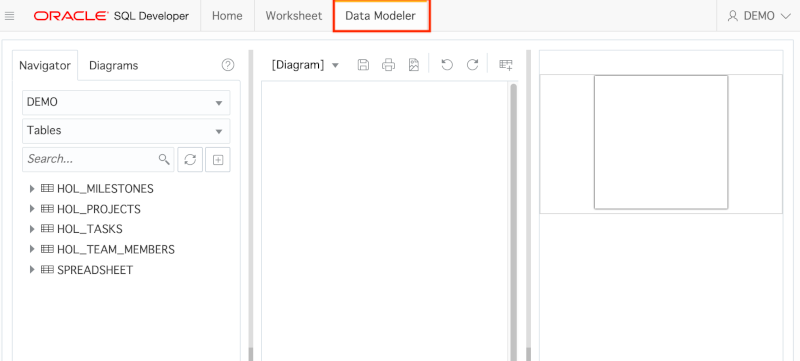 ORACLE SQL Developer Home Worksheet Data Modeler DEMO
Navigator Diagrams
[Diagram]
DEMO
Tables
Search...
HOL_MILESTONES
HOL_PROJECTS
HOL_TASKS
HOL_TEAM_MEMBERS
SPREADSHEET